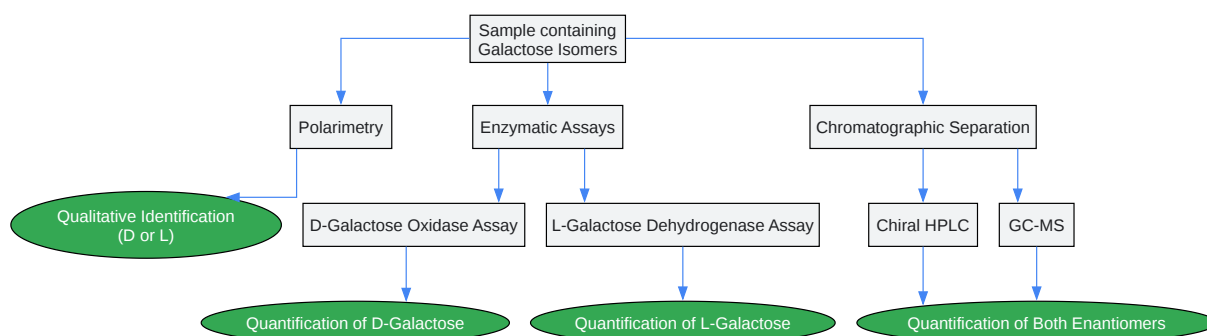 Sample containing
Galactose Isomers
Polarimetry
Enzymatic Assays
Chromatographic Separation
Qualitative Identification
(D or L)
D-Galactose Oxidase Assay
L-Galactose Dehydrogenase Assay
Chiral HPLC
GC-MS
Quantification of D-Galactose
Quantification of L-Galactose
Quantification of Both Enantiomers